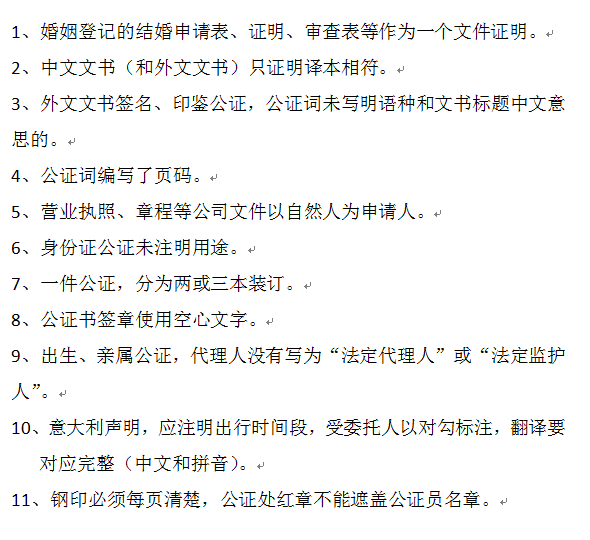 1、婚姻登记的结婚申请表、证明、审查表等作为一个文件证明。
2、中文文书（和外文文书）只证明译本相符。
3、外文文书签名、印鉴公证，公证词未写明语种和文书标题中文意
思的。
4、公证词编写了页码。
5、营业执照、章程等公司文件以自然人为申请人。
6、身份证公证未注明用途。
7、一件公证，分为两或三本装订。
8、公证书签章使用空心文字。
9、出生、亲属公证，代理人没有写为“法定代理人”或“法定监护
人”。
10、意大利声明，应注明出行时间段，受委托人以对勾标注，翻译要
对应完整（中文和拼音）。
11、钢印必须每页清楚，公证处红章不能遮盖公证员名章。